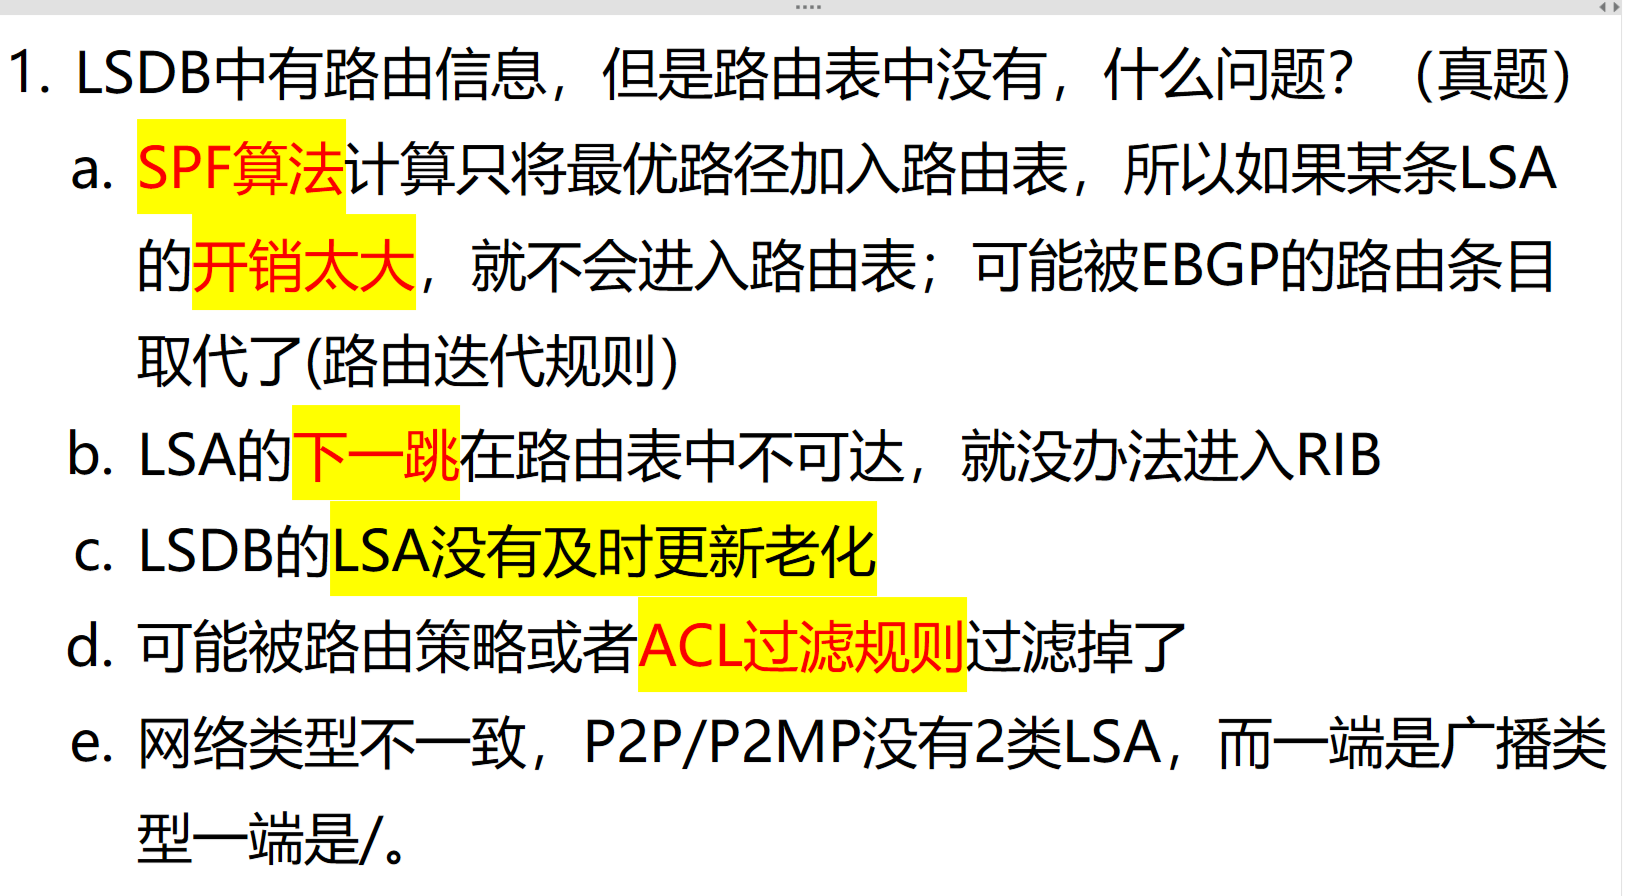 1. LSDB中有路由信息，但是路由表中没有，什么问题？（真题）
a. SPF算法计算只将最优路径加入路由表，所以如果某条LSA
的开销太大，就不会进入路由表；可能被EBGP的路由条目
取代了(路由迭代规则）
b. LSA的下一跳在路由表中不可达，就没办法进入RIB
c. LSDB的LSA没有及时更新老化
d. 可能被路由策略或者ACL过滤规则过滤掉了
e. 网络类型不一致，P2P/P2MP没有2类LSA，而一端是广播类
型一端是/。